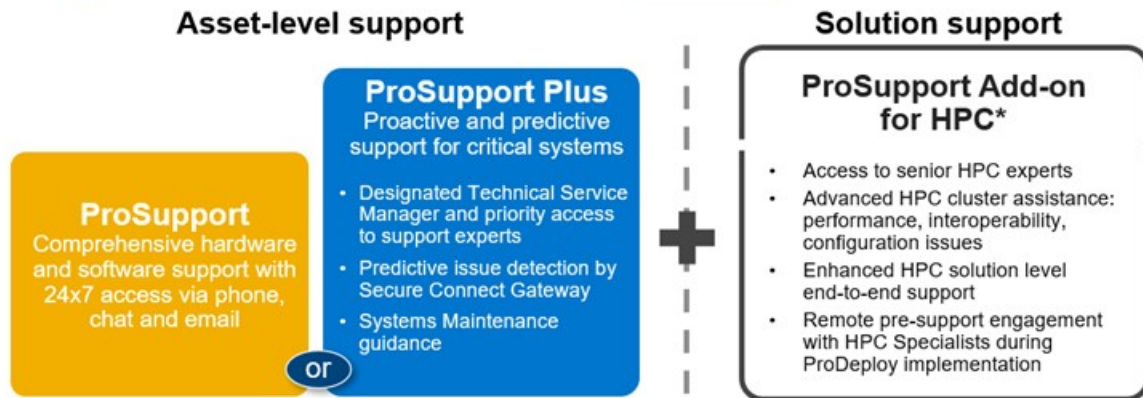 Asset-level support
Solution support
ProSupport
Comprehensive hardware
and software support with
24x7 access via phone,
chat and email
or
ProSupport Plus
Proactive and predictive
support for critical systems
• Designated Technical Service
Manager and priority access
to support experts
• Predictive issue detection by
Secure Connect Gateway
• Systems Maintenance
guidance
ProSupport Add-on
for HPC*
• Access to senior HPC experts
• Advanced HPC cluster assistance:
performance, interoperability,
configuration issues
• Enhanced HPC solution level
end-to-end support
• Remote pre-support engagement
with HPC Specialists during
ProDeploy implementation